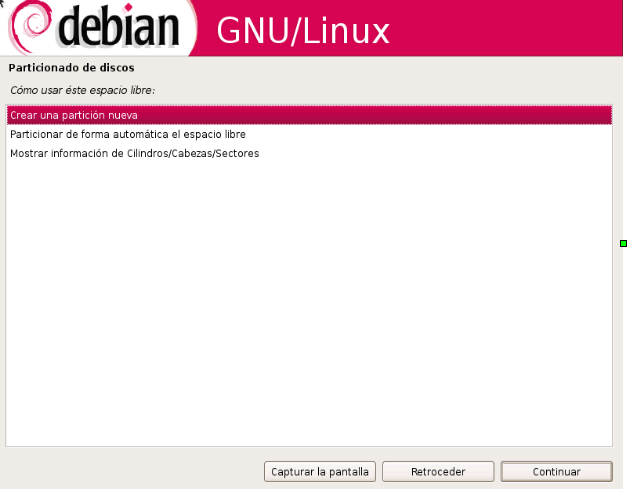 debian GNU/Linux
Particionado de discos
Cómo usar éste espacio libre:
Crear una partición nueva
Particionar de forma automática el espacio libre
Mostrar información de Cilindros/Cabezas/Sectores
Capturar la pantalla Retroceder Continuar